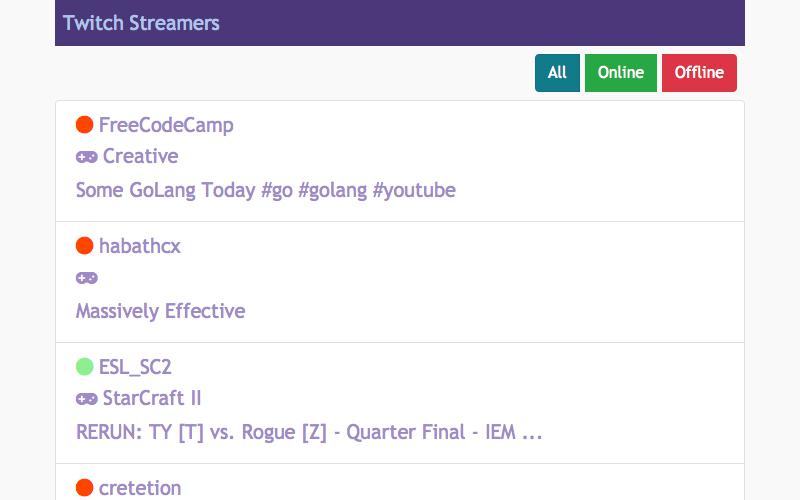 Twitch Streamers
All Online Offline
FreeCodeCamp
Creative
Some GoLang Today #go #golang #youtube
habathcx
Massively Effective
ESL_SC2
StarCraft II
RERUN: TY [T] vs. Rogue [Z] - Quarter Final - IEM ...
cretetion